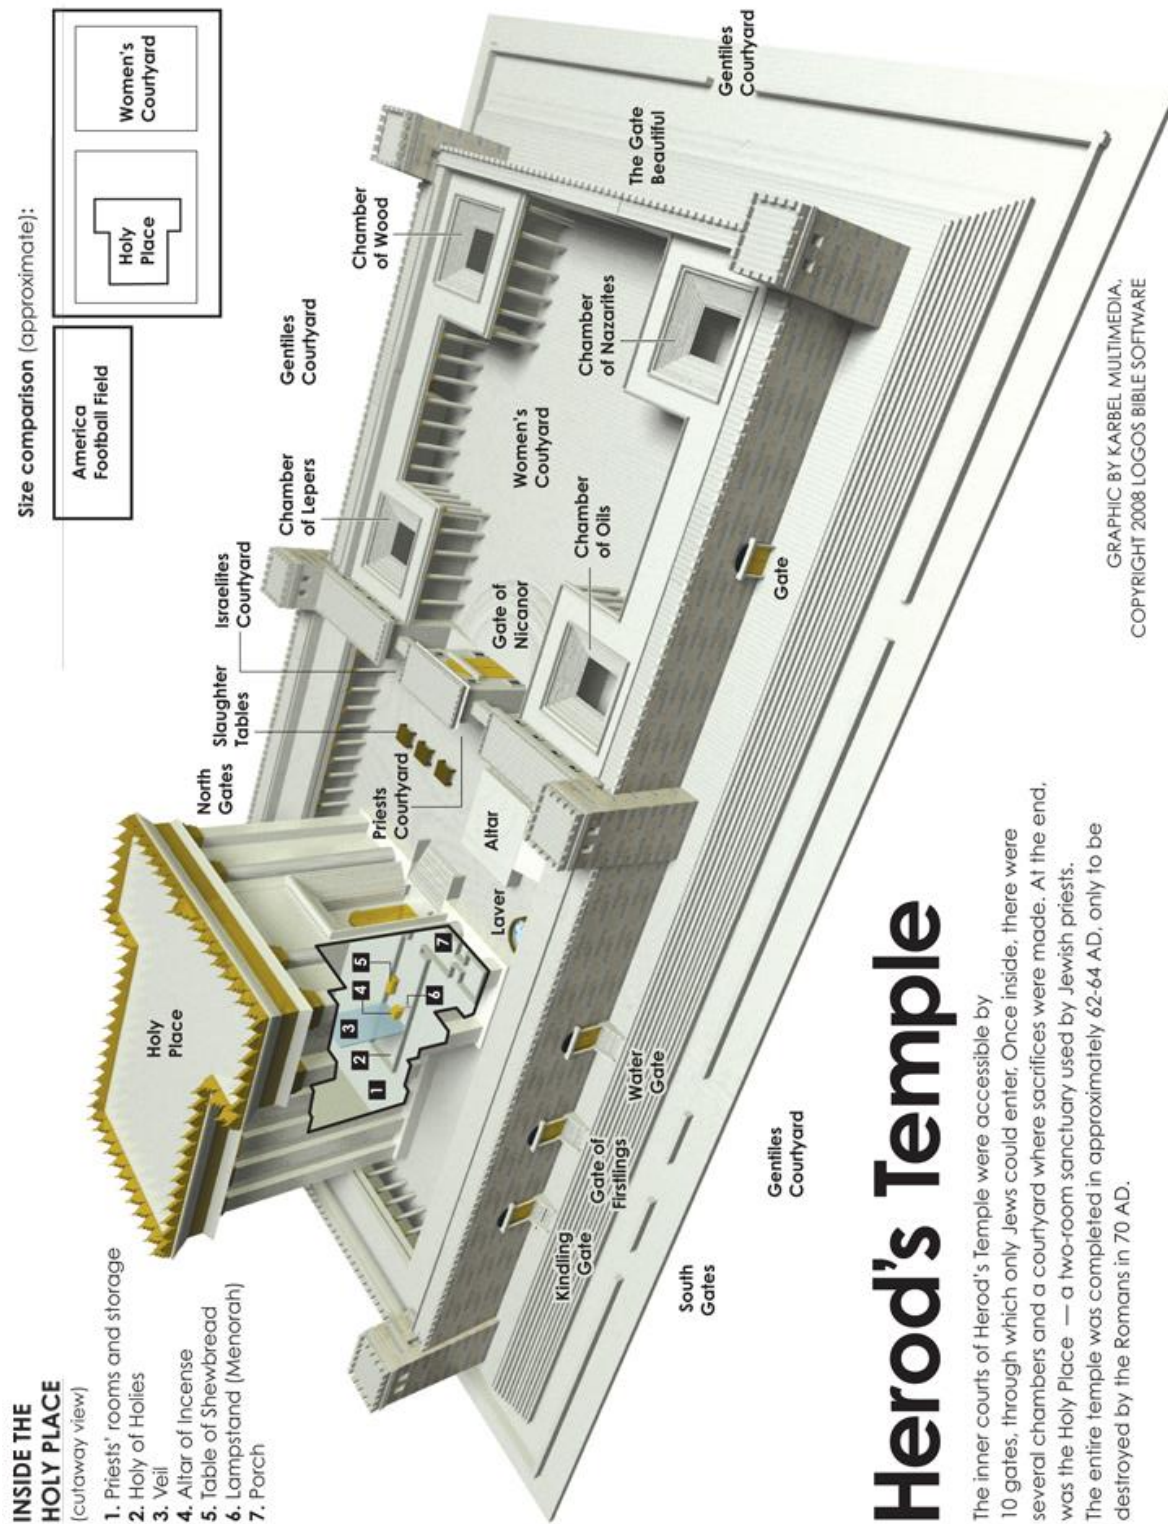 INSIDE THE
HOLY PLACE
(cutaway view)
1. Priests' rooms and storage
2. Holy of Holies
3. Veil
4. Altar of Incense
5. Table of Shewbread
6. Lampstand (Menorah)
7. Porch
Size comparison (approximate):
America
Football Field
Holy
Place
Women's
Courtyard
Holy
Place
1
2
3
4
5
6
7
North
Gates
Slaughter
Tables
Israelites
Courtyard
Chamber
of Lepers
Gentiles
Courtyard
Chamber
of Wood
Priests
Courtyard
Laver
Altar
Gate of
Nicanor
Chamber
of Oils
Women's
Coutyard
Chamber
of Nazarites
The Gate
Beautiful
Gentiles
Courtyard
Kindling
Gate
Gate of
Firstlings
Water
Gate
Gate
South
Gates
Gentiles
Courtyard
Herod's Temple
The inner courts of Herod's Temple were accessible by
10 gates, through which only Jews could enter. Once inside, there were
several chambers and a courtyard where sacrifices were made. At the end,
was the Holy Place — a two-room sanctuary used by Jewish priests.
The entire temple was completed in approximately 62-64 AD, only to be
destroyed by the Romans in 70 AD.
GRAPHIC BY KARBEL MULTIMEDIA,
COPYRIGHT 2008 LOGOS BIBLE SOFTWARE